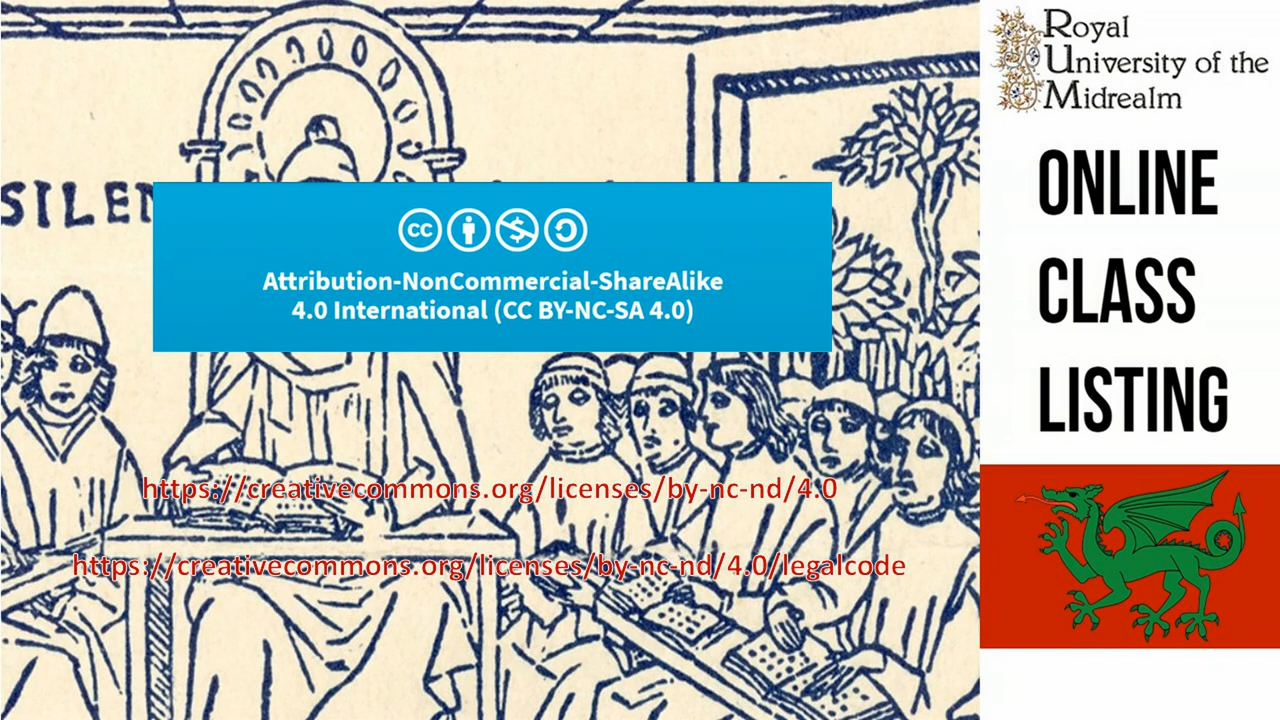 Royal
University of the
Midrealm
ONLINE
CLASS
LISTING
SILEN
cc
Attribution-NonCommercial-ShareAlike
4.0 International (CC BY-NC-SA 4.0)
https://creativecommons.org/licenses/by-nc-nd/4.0
https://creativecommons.org/licenses/by-nc-nd/4.0/legalcode